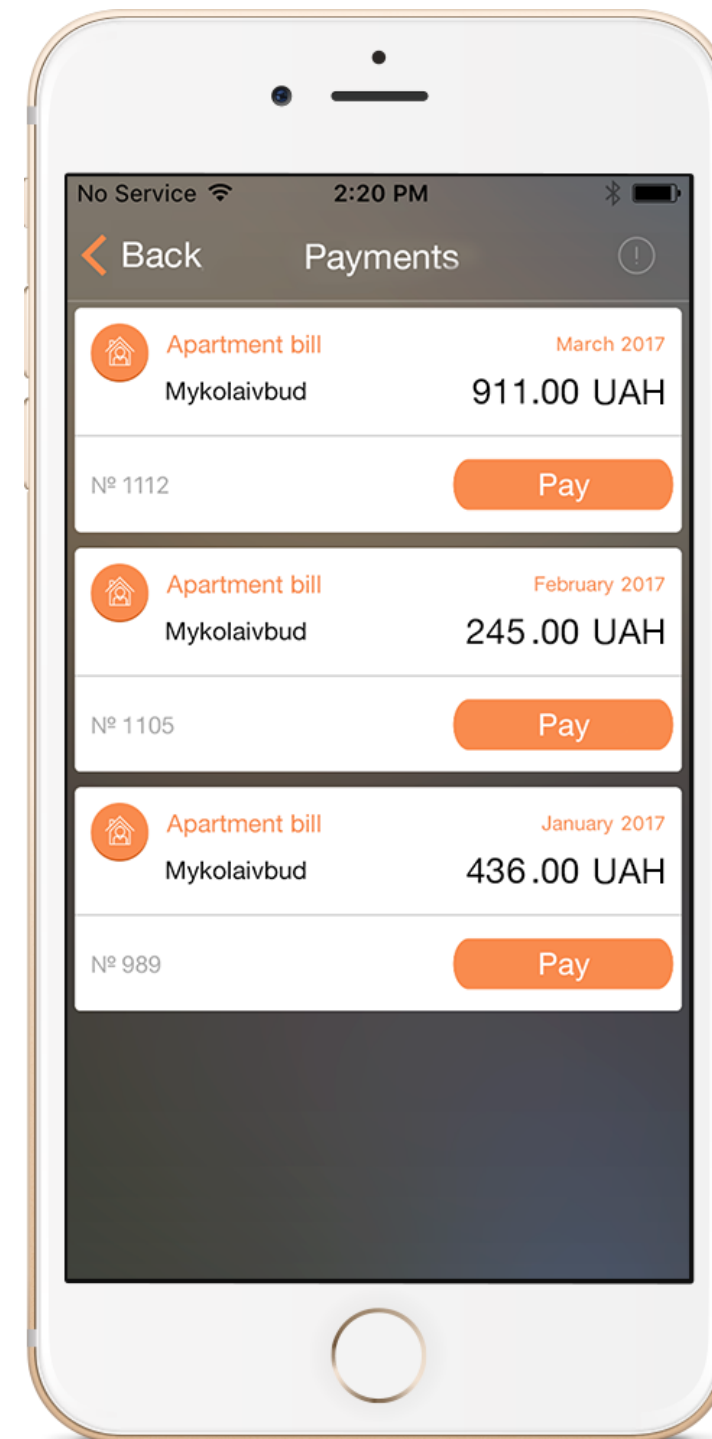 No Service 2:20 PM
Back Payments
Apartment bill March 2017
Mykolaivbud 911.00 UAH
№ 1112 Pay
Apartment bill February 2017
Mykolaivbud 245.00 UAH
№ 1105 Pay
Apartment bill January 2017
Mykolaivbud 436.00 UAH
№ 989 Pay